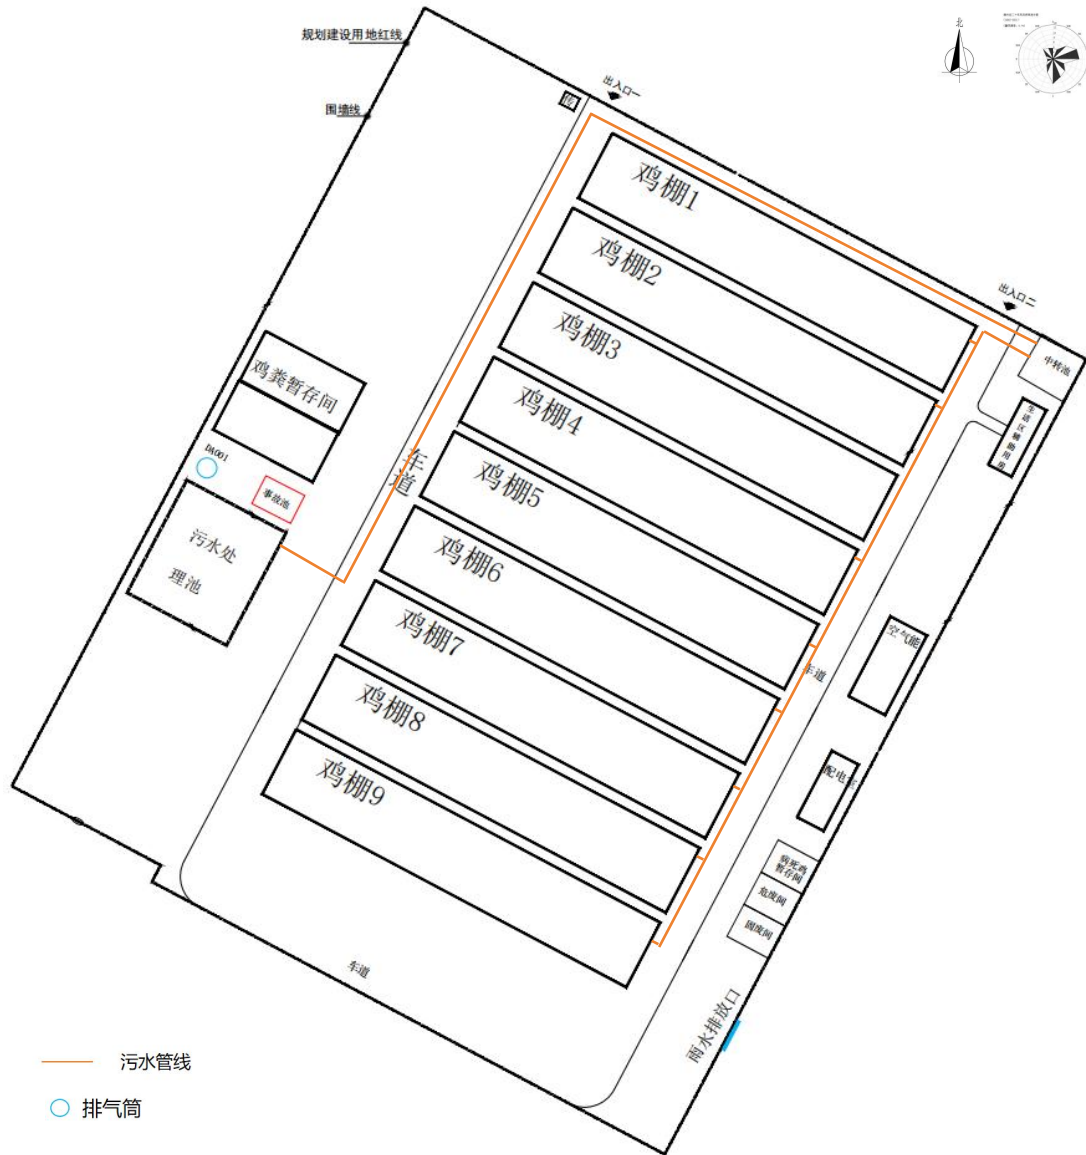 北
规划建设用地红线
出入口一
围墙线
传
鸡棚1
鸡棚2
出入口二
鸡棚3
中转池
鸡粪暂存间
鸡棚4
生活区辅助用房
DA001
车道
鸡棚5
事故池
污水处
理池
鸡棚6
空气能
鸡棚7
车道
鸡棚8
配电室
鸡棚9
病死鸡
暂存间
危废间
固废间
车道
雨水排放口
污水管线
排气筒